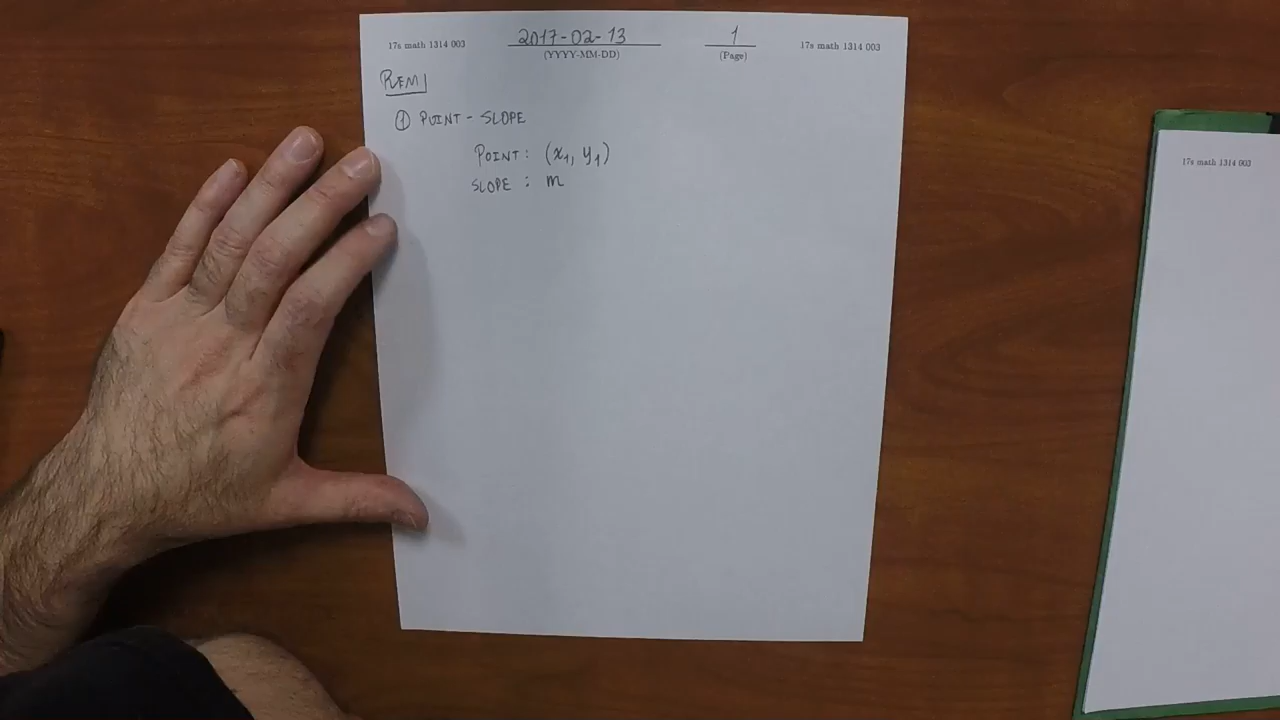 17s math 1314 003 2017-02-13 1 17s math 1314 003
(YYYY-MM-DD) (Page)
REM
① POINT - SLOPE
POINT: (x₁, y₁)
SLOPE : m
17s math 1314 003